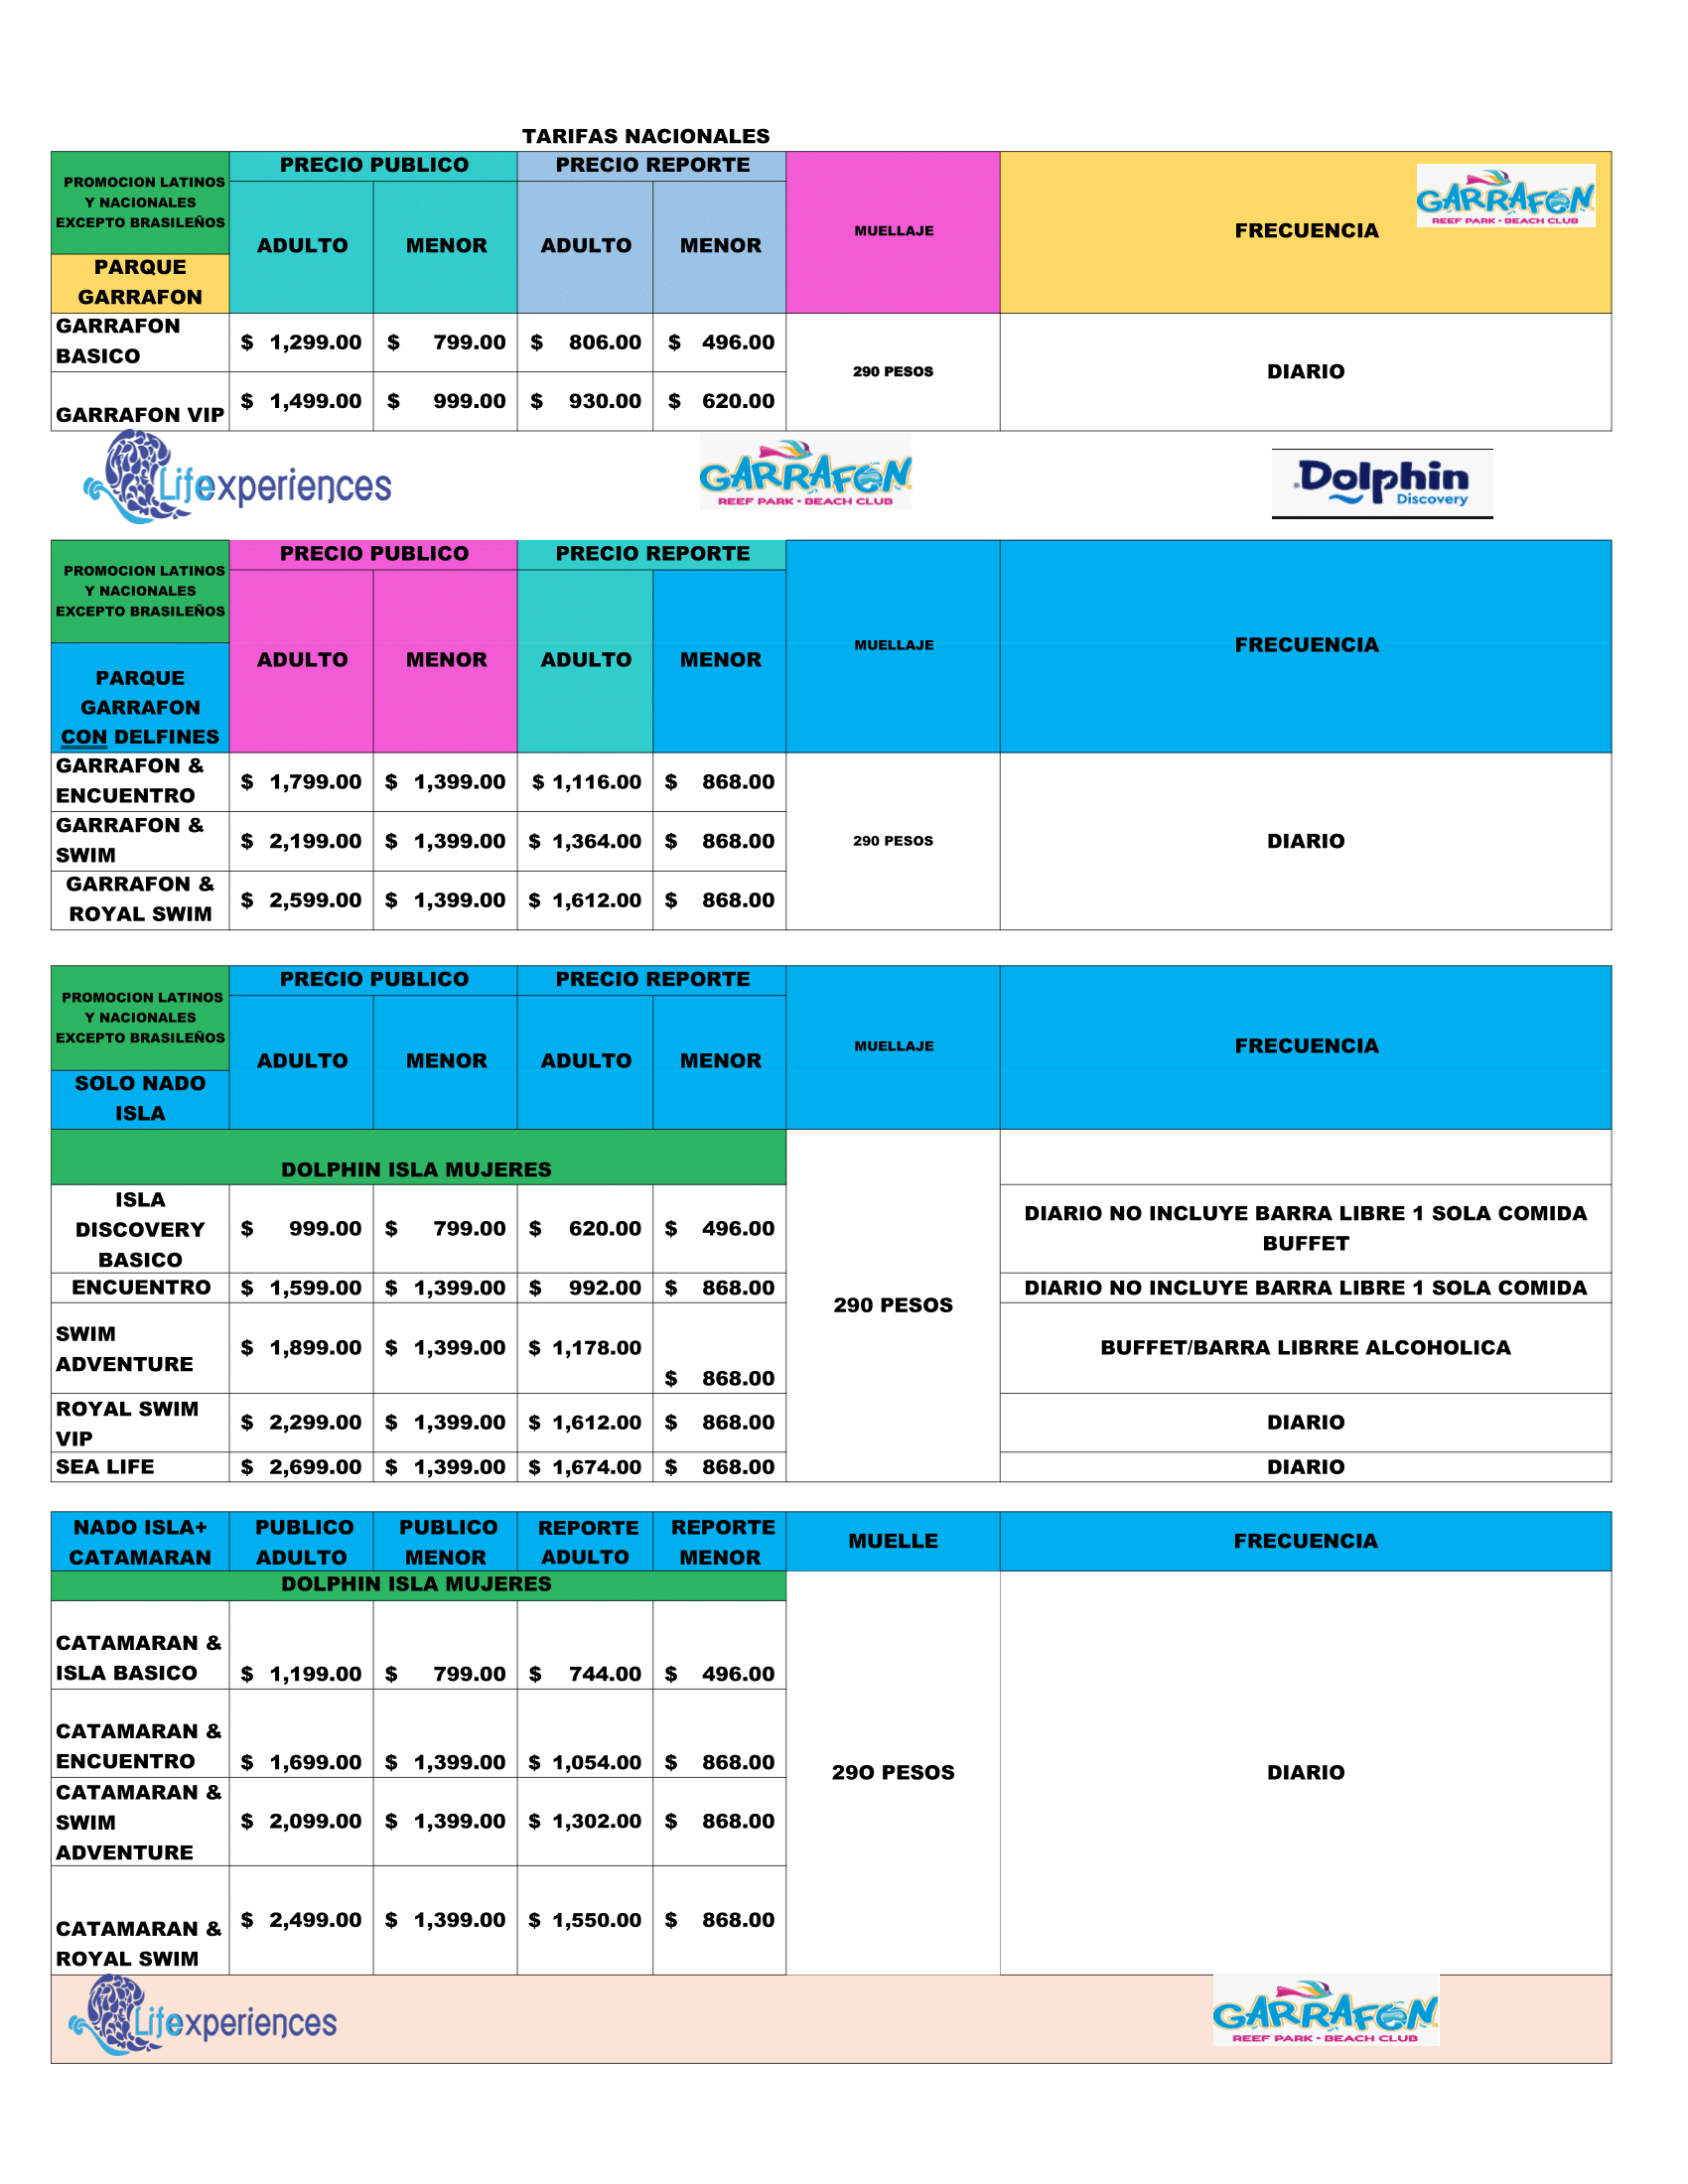 TARIFAS NACIONALES
PROMOCION LATINOS
Y NACIONALES
EXCEPTO BRASILEÑOS
PRECIO PUBLICO
PRECIO REPORTE
MUELLAJE
FRECUENCIA
GARRAFON
REEF PARK • BEACH CLUB
ADULTO
MENOR
ADULTO
MENOR
PARQUE
GARRAFON
GARRAFON
BASICO
$ 1,299.00
$ 799.00
$ 806.00
$ 496.00
290 PESOS
DIARIO
GARRAFON VIP
$ 1,499.00
$ 999.00
$ 930.00
$ 620.00
Lifexperiences
GARRAFON
REEF PARK • BEACH CLUB
Dolphin
Discovery
PROMOCION LATINOS
Y NACIONALES
EXCEPTO BRASILEÑOS
PRECIO PUBLICO
PRECIO REPORTE
MUELLAJE
FRECUENCIA
ADULTO
MENOR
ADULTO
MENOR
PARQUE
GARRAFON
CON DELFINES
GARRAFON &
ENCUENTRO
$ 1,799.00
$ 1,399.00
$ 1,116.00
$ 868.00
GARRAFON &
SWIM
$ 2,199.00
$ 1,399.00
$ 1,364.00
$ 868.00
290 PESOS
DIARIO
GARRAFON &
ROYAL SWIM
$ 2,599.00
$ 1,399.00
$ 1,612.00
$ 868.00
PROMOCION LATINOS
Y NACIONALES
EXCEPTO BRASILEÑOS
PRECIO PUBLICO
PRECIO REPORTE
MUELLAJE
FRECUENCIA
ADULTO
MENOR
ADULTO
MENOR
SOLO NADO
ISLA
DOLPHIN ISLA MUJERES
ISLA
DISCOVERY
BASICO
$ 999.00
$ 799.00
$ 620.00
$ 496.00
DIARIO NO INCLUYE BARRA LIBRE 1 SOLA COMIDA
BUFFET
ENCUENTRO
$ 1,599.00
$ 1,399.00
$ 992.00
$ 868.00
290 PESOS
DIARIO NO INCLUYE BARRA LIBRE 1 SOLA COMIDA
SWIM
ADVENTURE
$ 1,899.00
$ 1,399.00
$ 1,178.00
$ 868.00
BUFFET/BARRA LIBRRE ALCOHOLICA
ROYAL SWIM
VIP
$ 2,299.00
$ 1,399.00
$ 1,612.00
$ 868.00
DIARIO
SEA LIFE
$ 2,699.00
$ 1,399.00
$ 1,674.00
$ 868.00
DIARIO
NADO ISLA+
CATAMARAN
PUBLICO
ADULTO
PUBLICO
MENOR
REPORTE
ADULTO
REPORTE
MENOR
MUELLE
FRECUENCIA
DOLPHIN ISLA MUJERES
CATAMARAN &
ISLA BASICO
$ 1,199.00
$ 799.00
$ 744.00
$ 496.00
CATAMARAN &
ENCUENTRO
$ 1,699.00
$ 1,399.00
$ 1,054.00
$ 868.00
29O PESOS
DIARIO
CATAMARAN &
SWIM
ADVENTURE
$ 2,099.00
$ 1,399.00
$ 1,302.00
$ 868.00
CATAMARAN &
ROYAL SWIM
$ 2,499.00
$ 1,399.00
$ 1,550.00
$ 868.00
Lifexperiences
GARRAFON
REEF PARK • BEACH CLUB